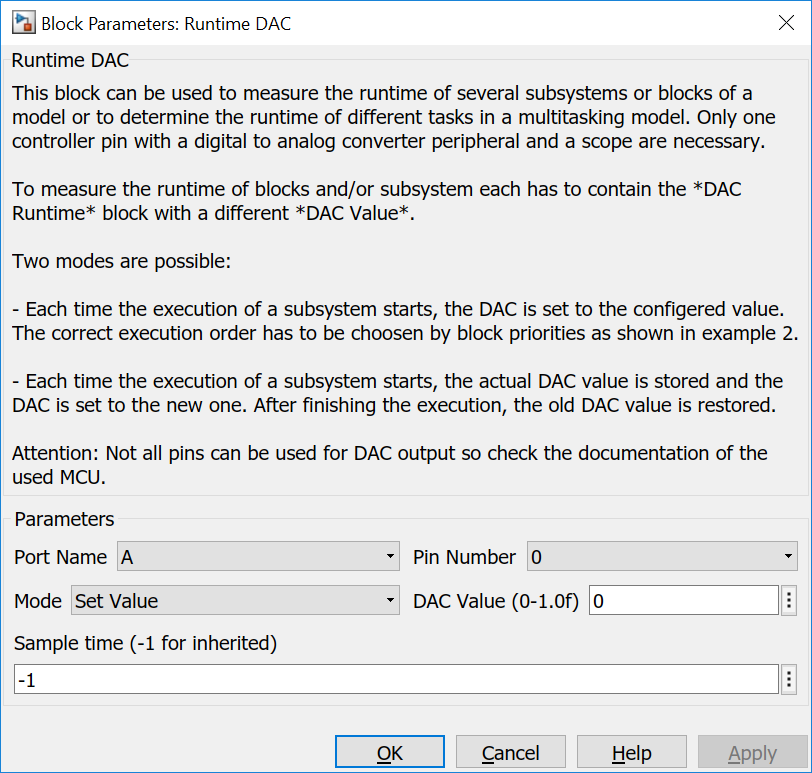 Block Parameters: Runtime DAC
Runtime DAC
This block can be used to measure the runtime of several subsystems or blocks of a
model or to determine the runtime of different tasks in a multitasking model. Only one
controller pin with a digital to analog converter peripheral and a scope are necessary.
To measure the runtime of blocks and/or subsystem each has to contain the *DAC
Runtime* block with a different *DAC Value*.
Two modes are possible:
- Each time the execution of a subsystem starts, the DAC is set to the configered value.
The correct execution order has to be choosen by block priorities as shown in example 2.
- Each time the execution of a subsystem starts, the actual DAC value is stored and the
DAC is set to the new one. After finishing the execution, the old DAC value is restored.
Attention: Not all pins can be used for DAC output so check the documentation of the
used MCU.
Parameters
Port Name A Pin Number 0
Mode Set Value DAC Value (0-1.0f) 0
Sample time (-1 for inherited)
-1
OK Cancel Help Apply